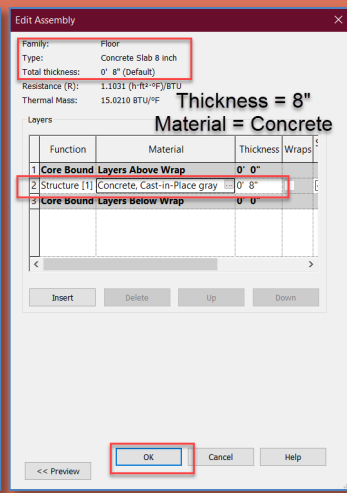 Edit Assembly
Family: Floor
Type: Concrete Slab 8 inch
Total thickness: 0' 8" (Default)
Resistance (R): 1.1031 (h·ft²·°F)/BTU
Thermal Mass: 15.0210 BTU/°F
Thickness = 8"
Material = Concrete
Layers
Function Material Thickness Wraps
1 Core Bound Layers Above Wrap 0' 0"
2 Structure [1] Concrete, Cast-in-Place gray ... 0' 8"
3 Core Bound Layers Below Wrap 0' 0"
Insert Delete Up Down
OK Cancel Help
<< Preview